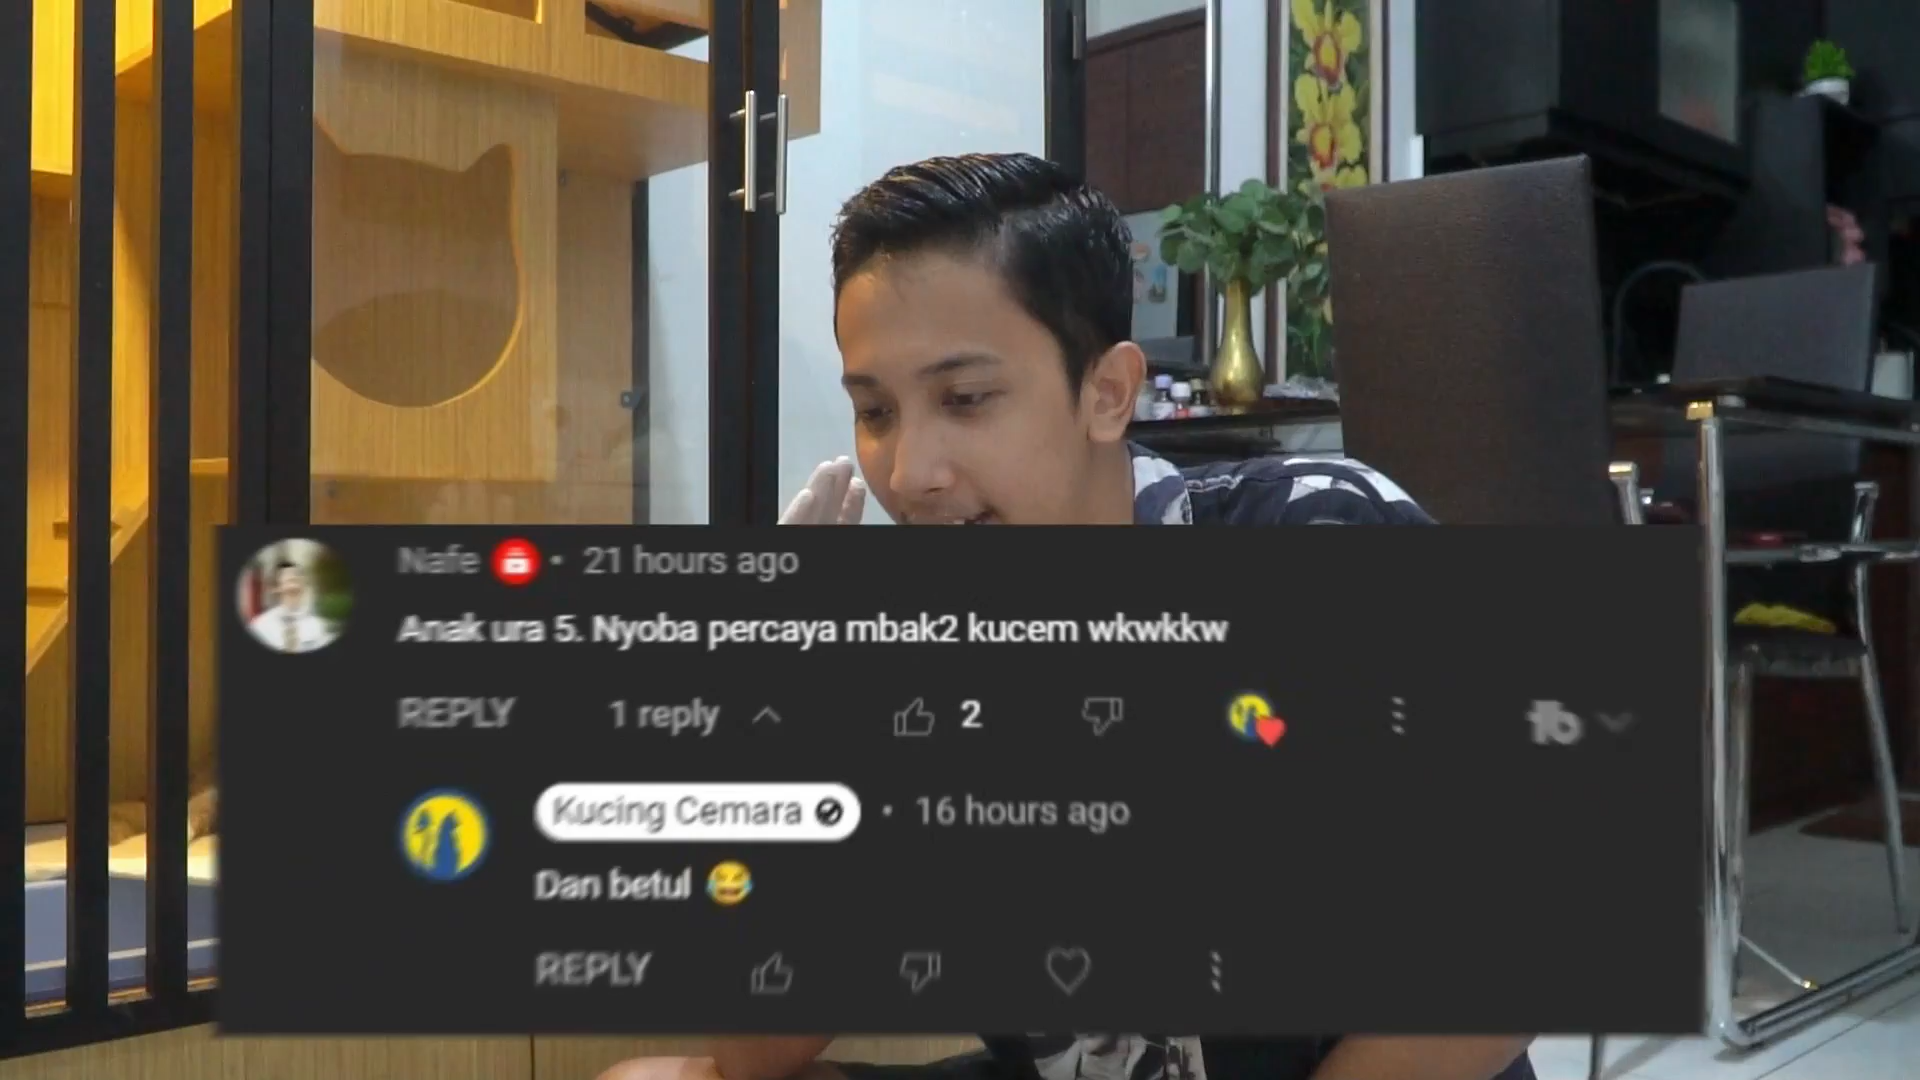 Nafe • 21 hours ago
Anak ura 5. Nyoba percaya mbak2 kucem wkwkkw
REPLY 1 reply 2
Kucing Cemara • 16 hours ago
Dan betul 😂
REPLY